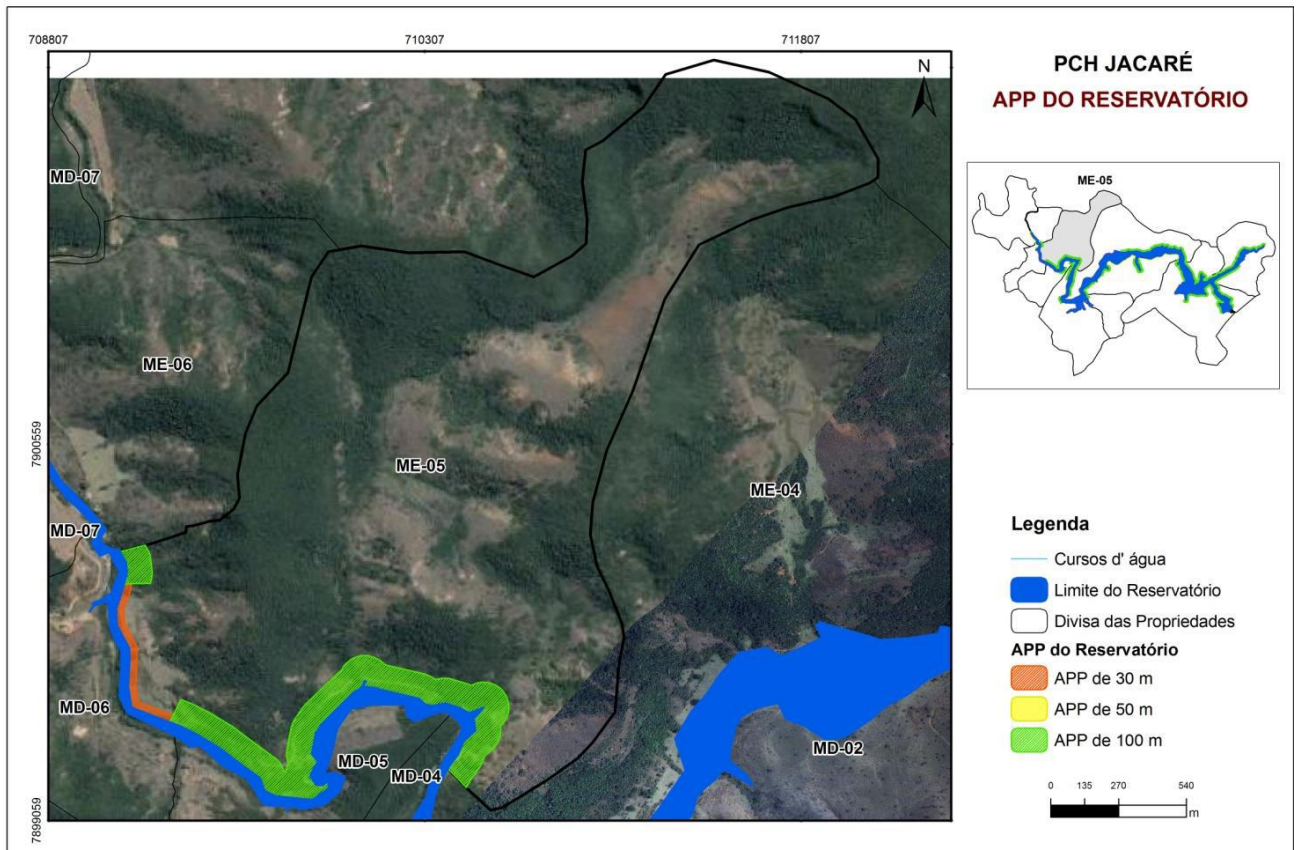 708807
710307
711807
N
MD-07
ME-06
ME-05
ME-04
MD-07
MD-06
MD-05
MD-04
MD-02
7900559
7899059
PCH JACARÉ
APP DO RESERVATÓRIO
ME-05
Legenda
Cursos d' água
Limite do Reservatório
Divisa das Propriedades
APP do Reservatório
APP de 30 m
APP de 50 m
APP de 100 m
0 135 270 540
m